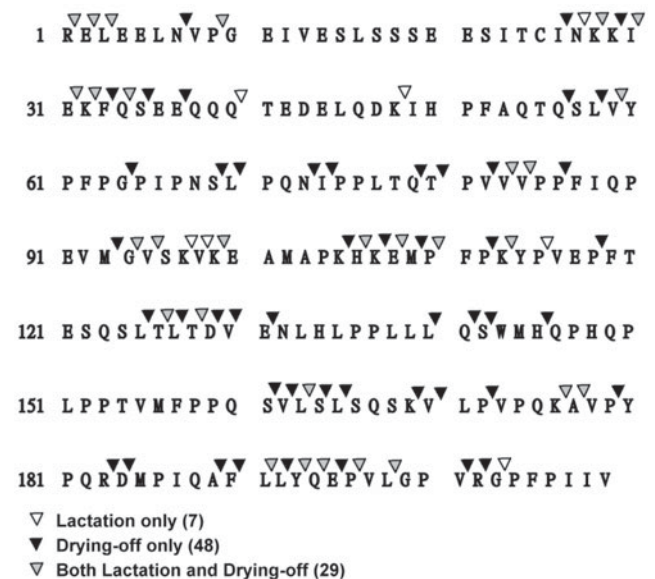 1 RELEELNVPG EIVESLSSSE ESITCINKKI
31 EKFQSEEQQQ TEDELQDKIH PFAQTQSLVY
61 PFPGPIPNSL PQNIPPLTQT PVVVPPFIQP
91 EVMGVSKVKE AMAPKHKEMP FPKYPVEPFT
121 ESQSLTLTDV ENLHLPPLLL QSWMHQPHQP
151 LPPTVMFPPQ SVLSLSQSKV LPVPQKAVPY
181 PQRDMPIQAF LLYQEPVLGP VRGPFPIIV
▽ Lactation only (7)
▼ Drying-off only (48)
▽ Both Lactation and Drying-off (29)